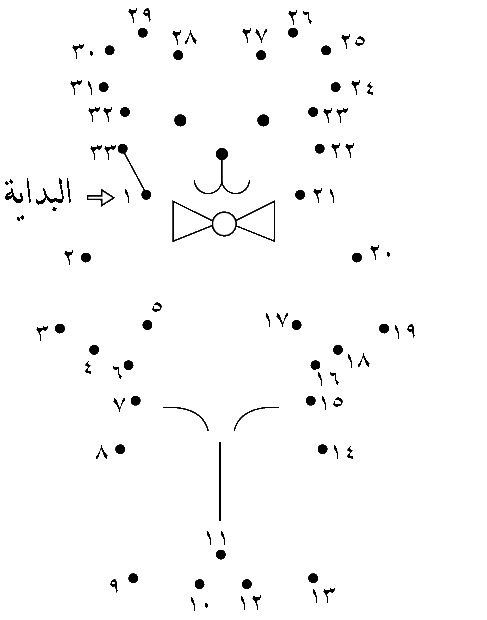 ٢٩ ٢٦
٣٠ ٢٨ ٢٧ ٢٥
٣١ ٢٤
٣٢ ٢٣
٣٣ ٢٢
البداية ١ ٢١
٢ ٢٠
٥
٣ ١٧ ١٩
٤ ٦ ١٦ ١٨
٧ ١٥
٨ ١٤
١١
٩ ١٠ ١٢ ١٣